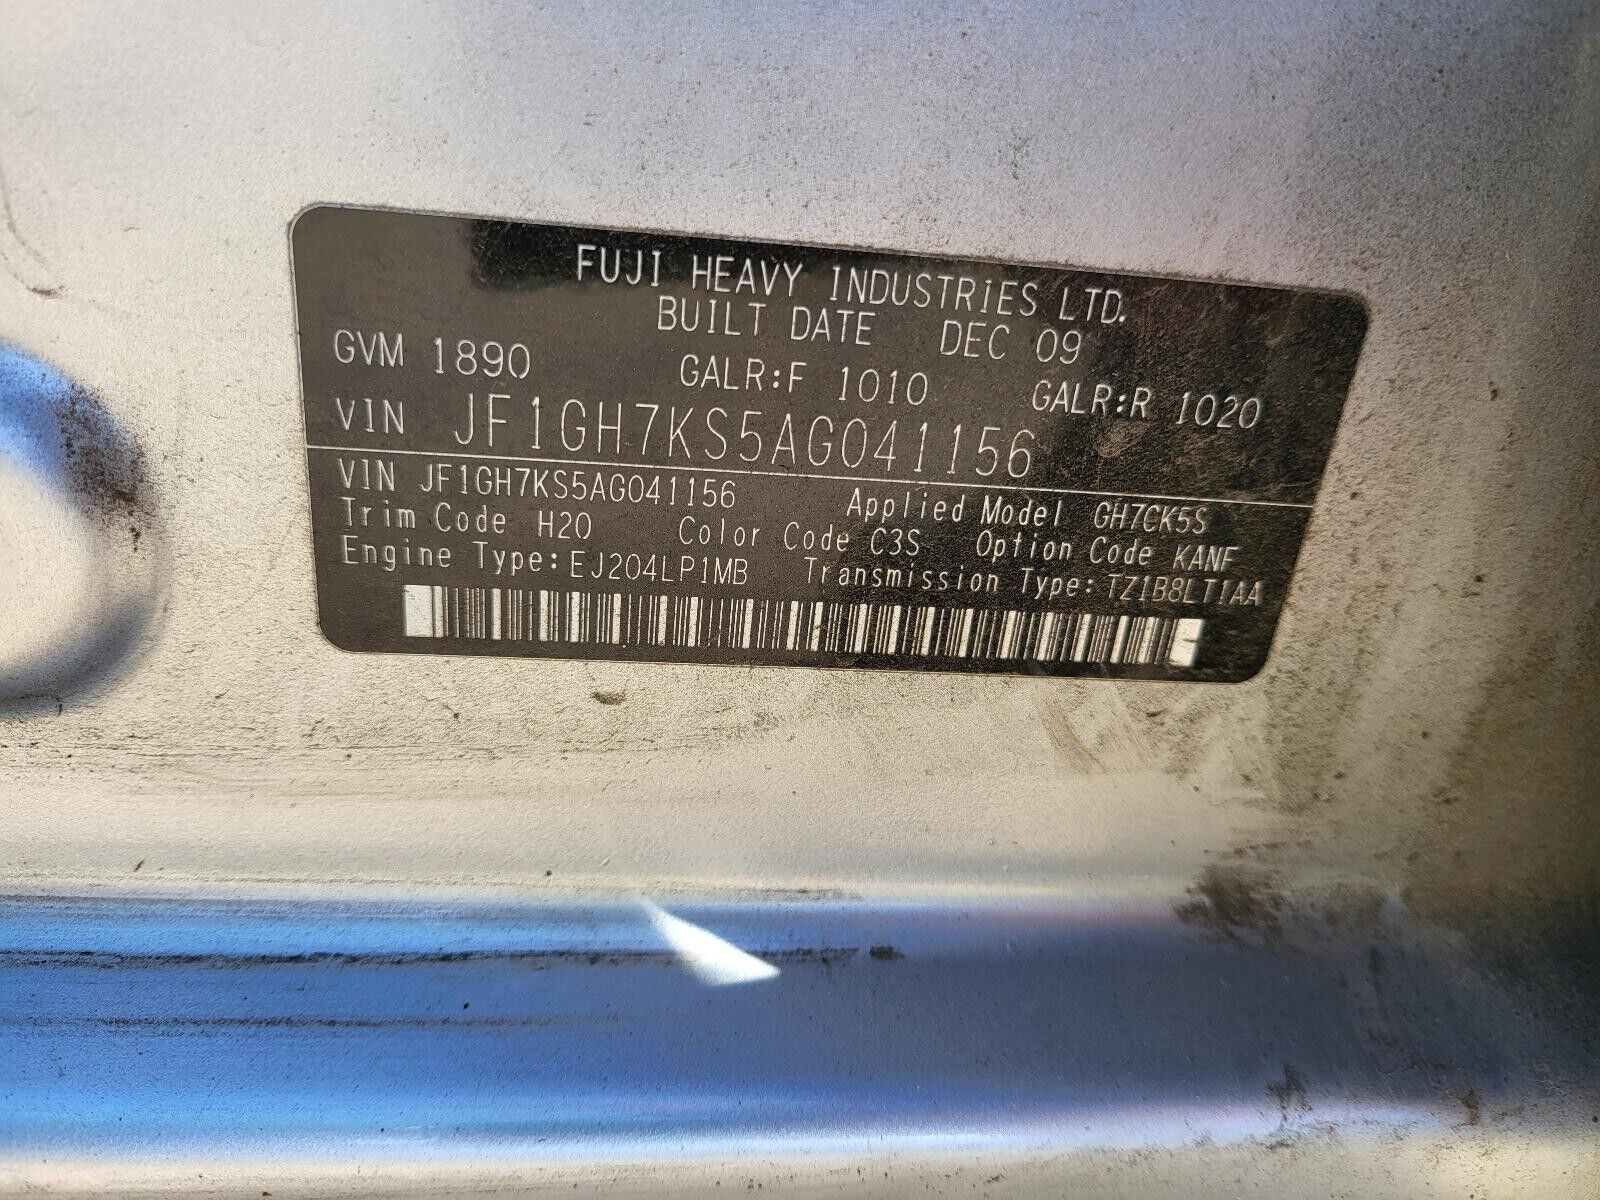 FUJI HEAVY INDUSTRIES LTD.
BUILT DATE DEC 09
GVM 1890 GALR:F 1010 GALR:R 1020
VIN JF1GH7KS5AG041156
VIN JF1GH7KS5AG041156 Applied Model GH7CK5S
Trim Code H20 Color Code C3S Option Code KANF
Engine Type:EJ204LP1MB Transmission Type:TZ1B8LT1AA